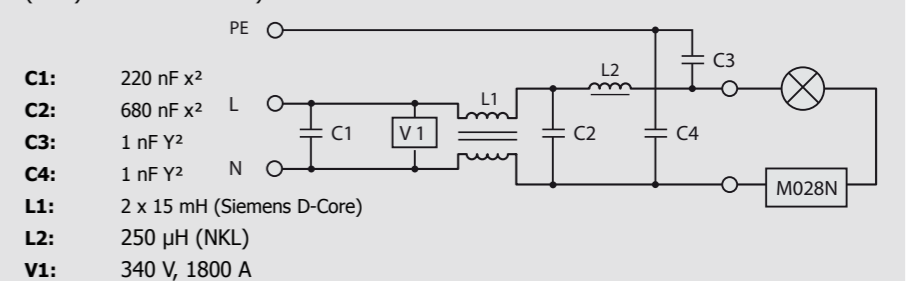 PE
C3
L2
C1: 220 nF x²
C2: 680 nF x² L L1
C1 V 1 C2 C4
C3: 1 nF Y²
C4: 1 nF Y² N
M028N
L1: 2 x 15 mH (Siemens D-Core)
L2: 250 µH (NKL)
V1: 340 V, 1800 A